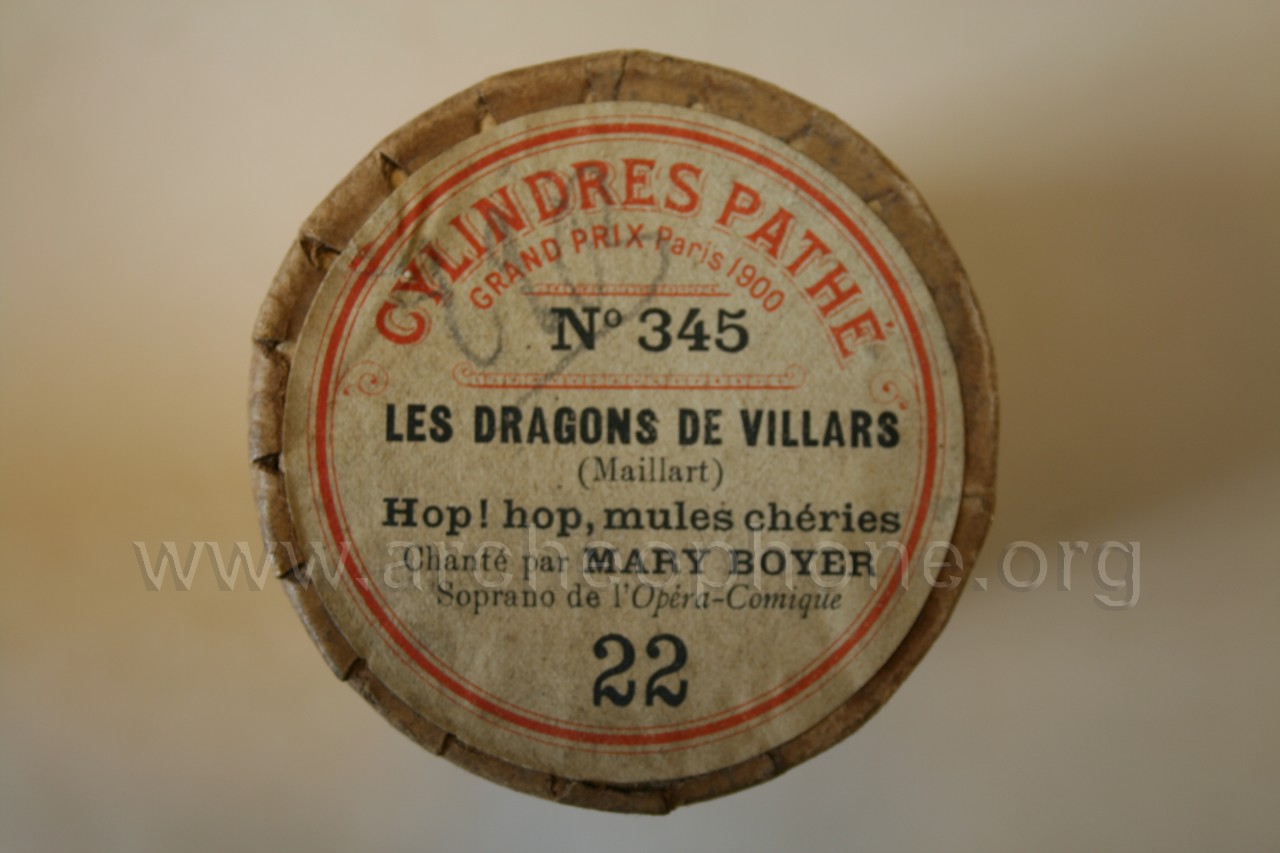 CYLINDRES PATHÉ
GRAND PRIX Paris 1900
No 345
LES DRAGONS DE VILLARS
(Maillart)
Hop! hop, mules chéries
Chanté par MARY BOYER
Soprano de l'Opéra-Comique
22
www.archeophone.org